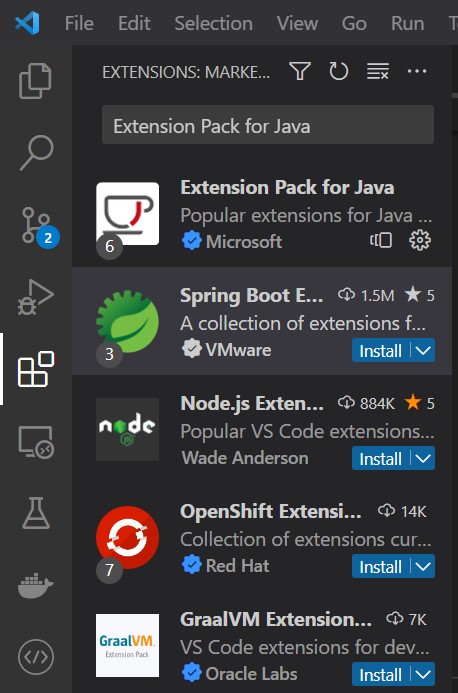 File Edit Selection View Go Run
EXTENSIONS: MARKE...
Extension Pack for Java
Extension Pack for Java
Popular extensions for Java ...
6
Microsoft
2
Spring Boot E... 1.5M 5
A collection of extensions f...
3
VMware Install
Node.js Exten... 884K 5
node
JS
Popular VS Code extensions...
Wade Anderson Install
OpenShift Extensi... 14K
Collection of extensions cur...
7
Red Hat Install
GraalVM Extension... 7K
GraalVM.
Extension Pack
VS Code extensions for dev...
Oracle Labs Install